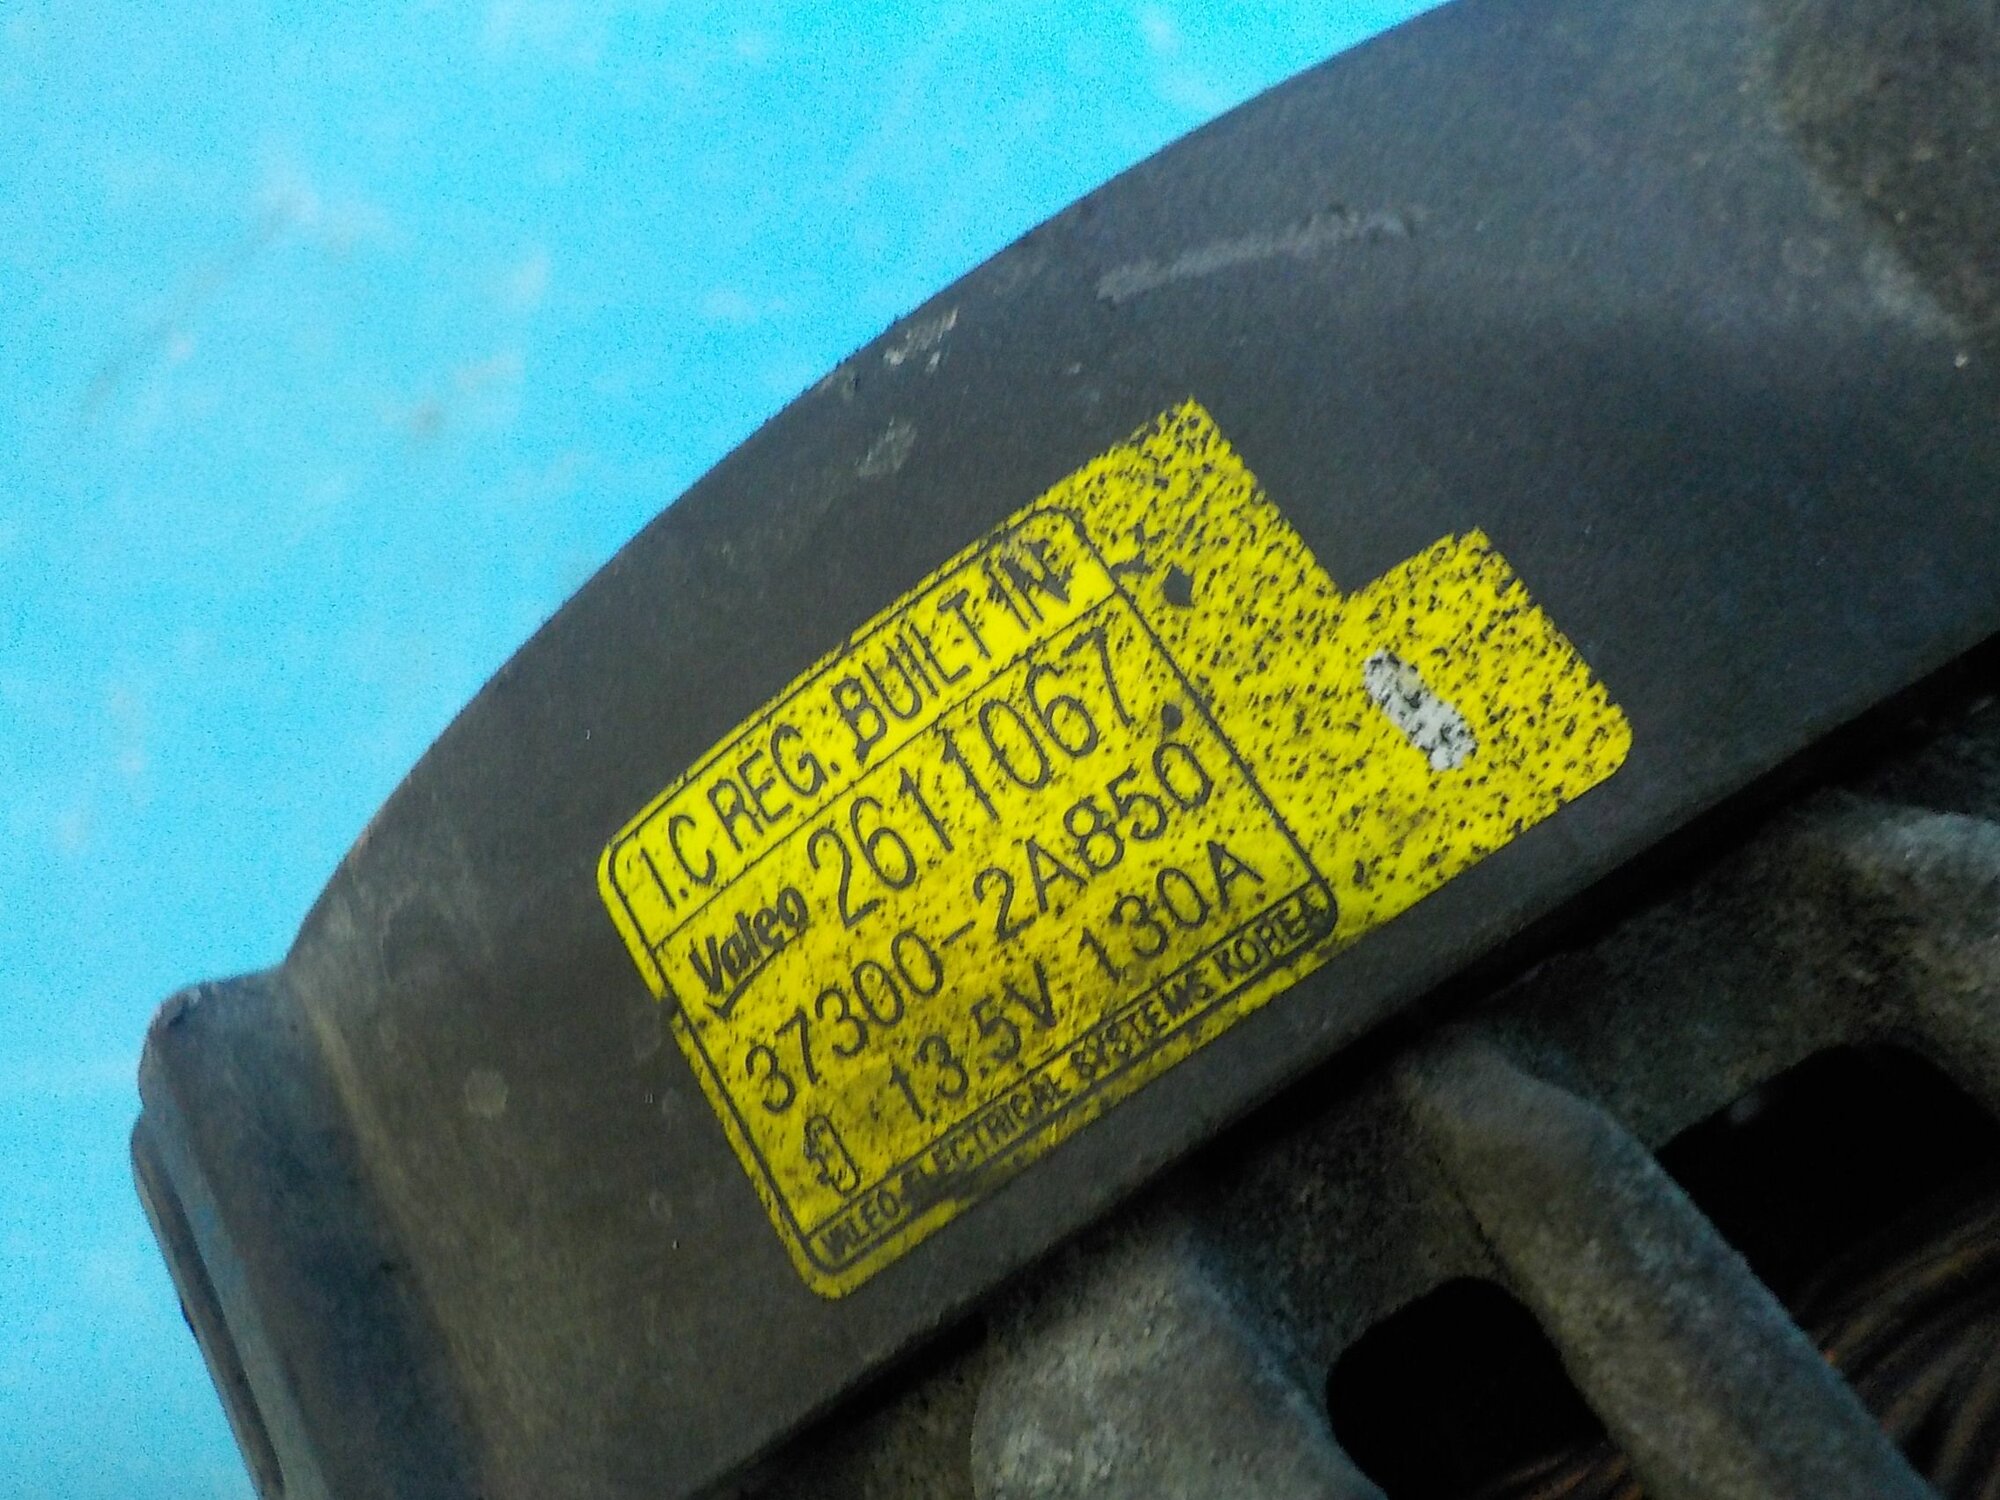 I.C REG. BUILT IN
Valeo 2611067
37300-2A850
13.5V 130A
VALEO ELECTRICAL SYSTEMS KOREA